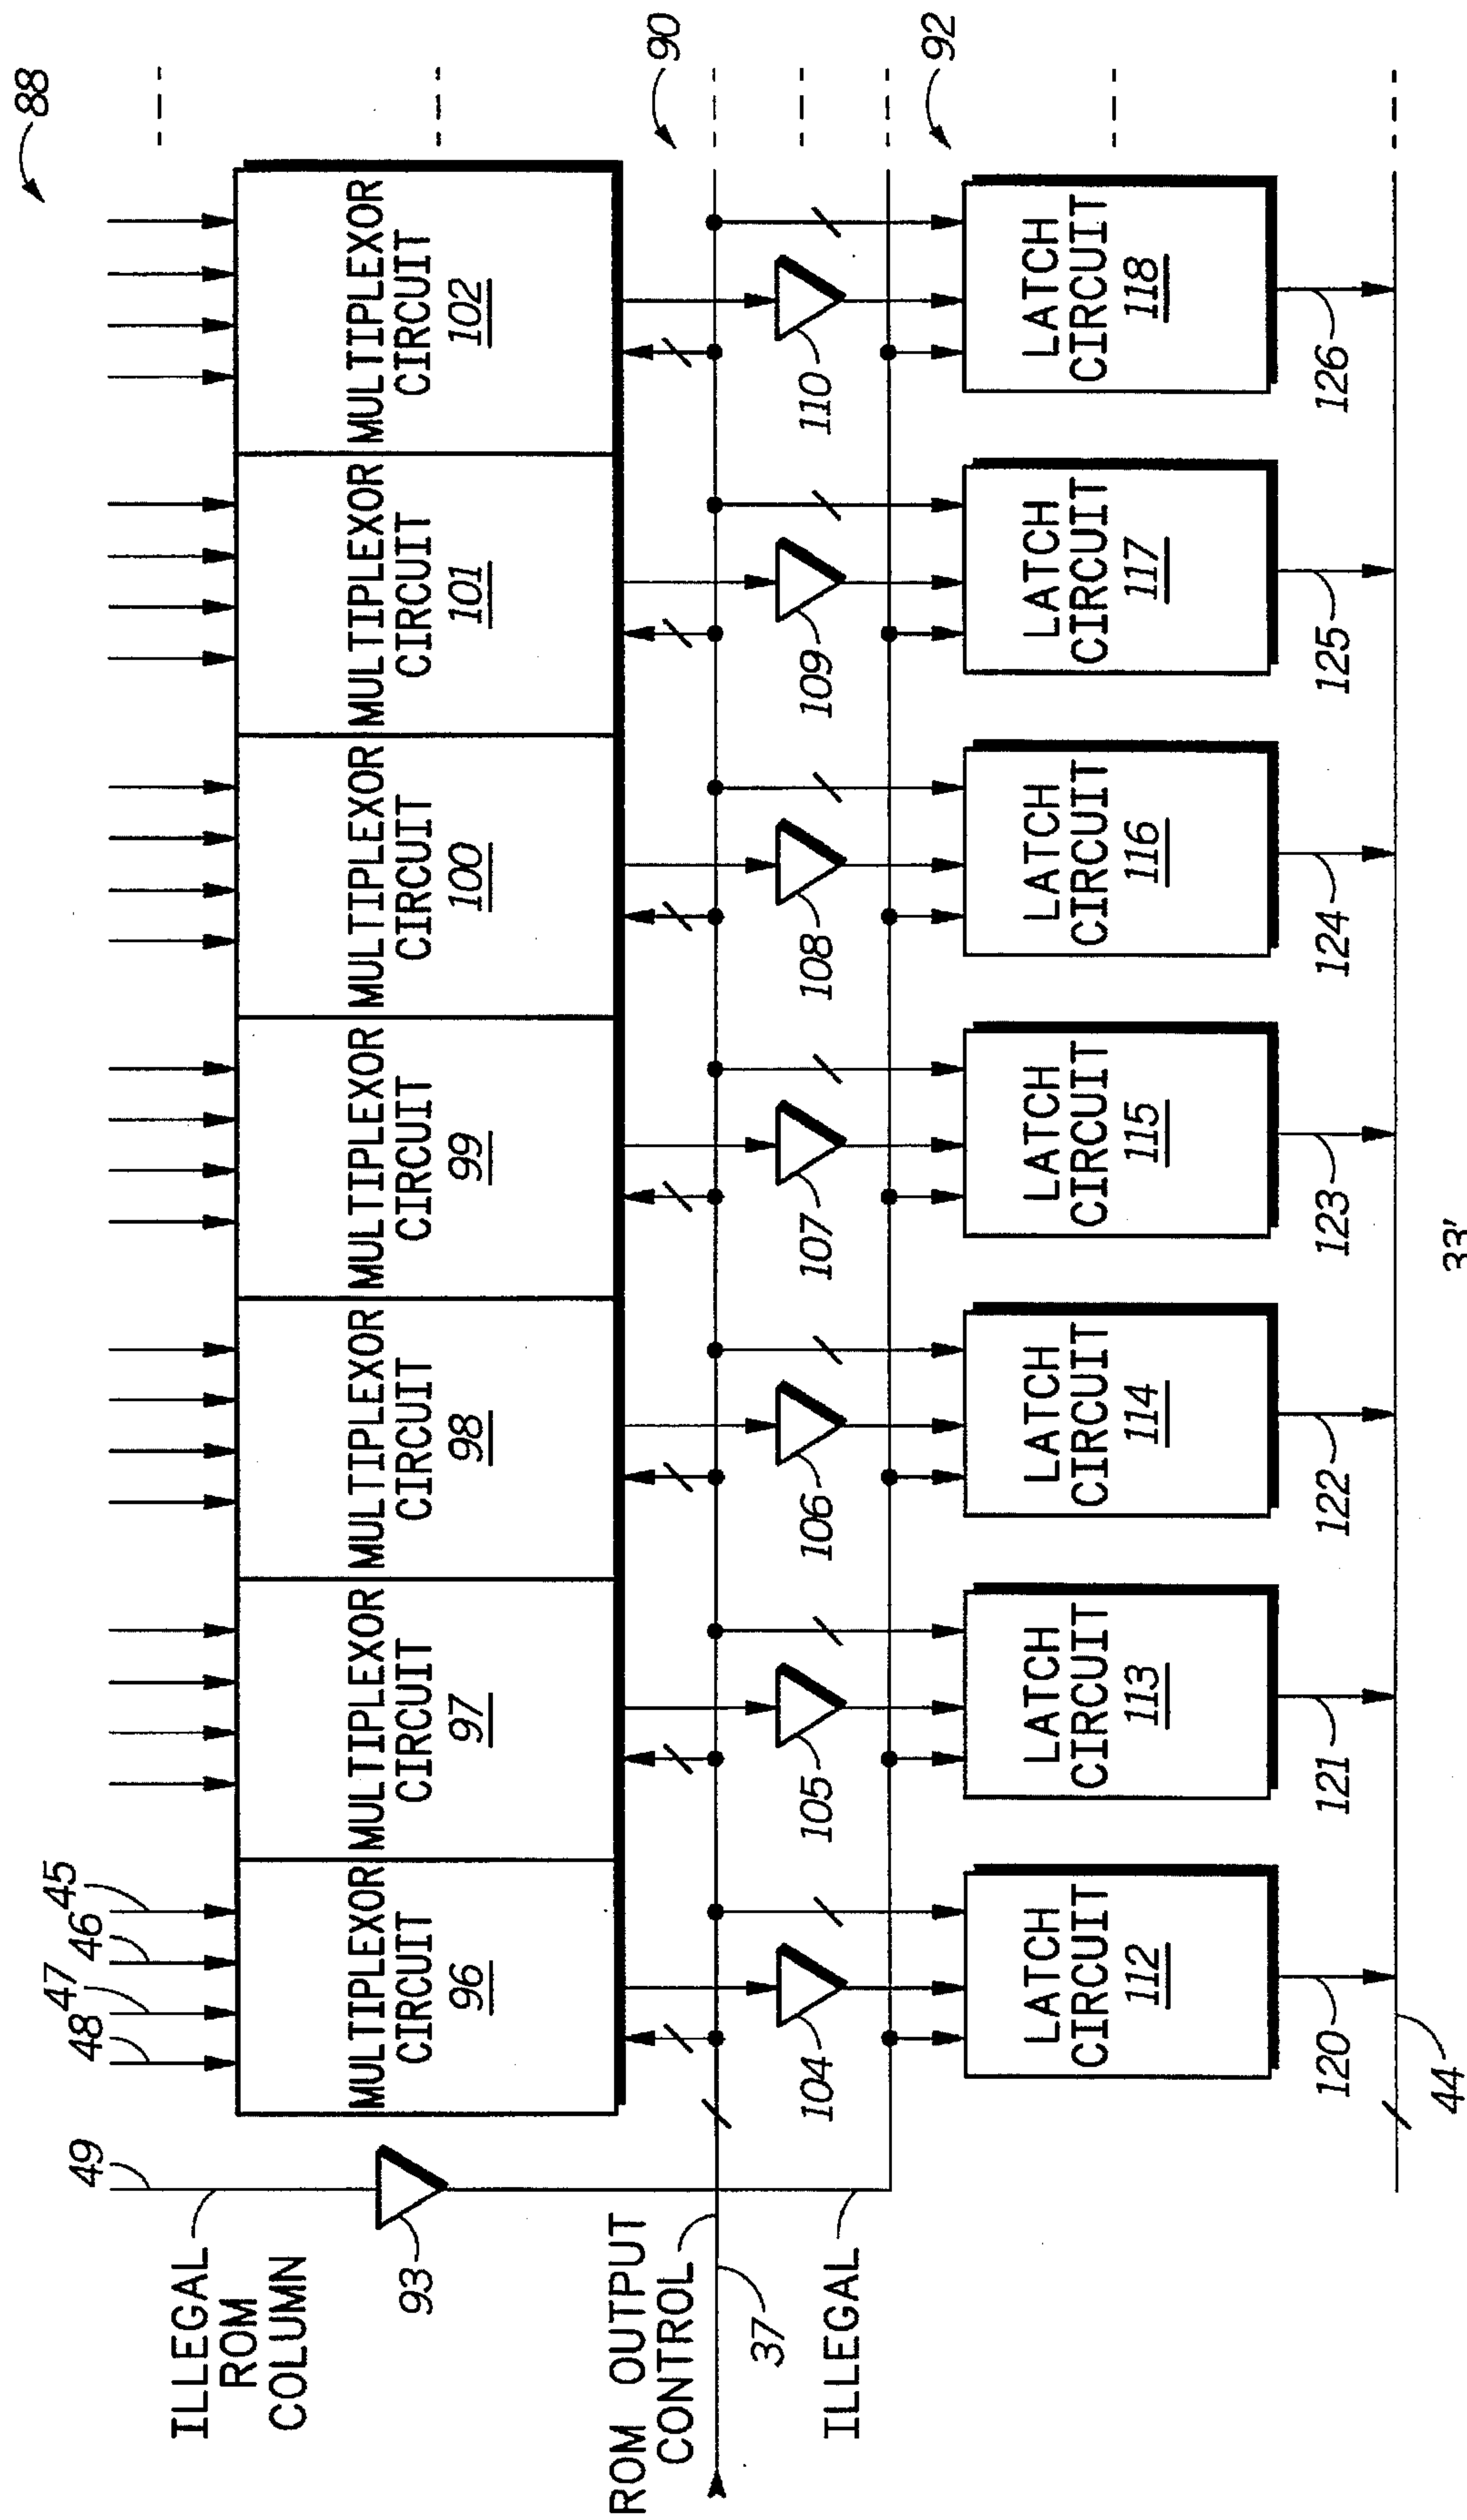 88
49
48
47
46
45
ILLEGAL
ROM
COLUMN
93
MULTIPLEXOR
CIRCUIT
96
MULTIPLEXOR
CIRCUIT
97
MULTIPLEXOR
CIRCUIT
98
MULTIPLEXOR
CIRCUIT
99
MULTIPLEXOR
CIRCUIT
100
MULTIPLEXOR
CIRCUIT
101
MULTIPLEXOR
CIRCUIT
102
90
ROM OUTPUT
CONTROL
37
104
105
106
107
108
109
110
ILLEGAL
92
LATCH
CIRCUIT
112
LATCH
CIRCUIT
113
LATCH
CIRCUIT
114
LATCH
CIRCUIT
115
LATCH
CIRCUIT
116
LATCH
CIRCUIT
117
LATCH
CIRCUIT
118
120
121
122
123
124
125
126
44
33'